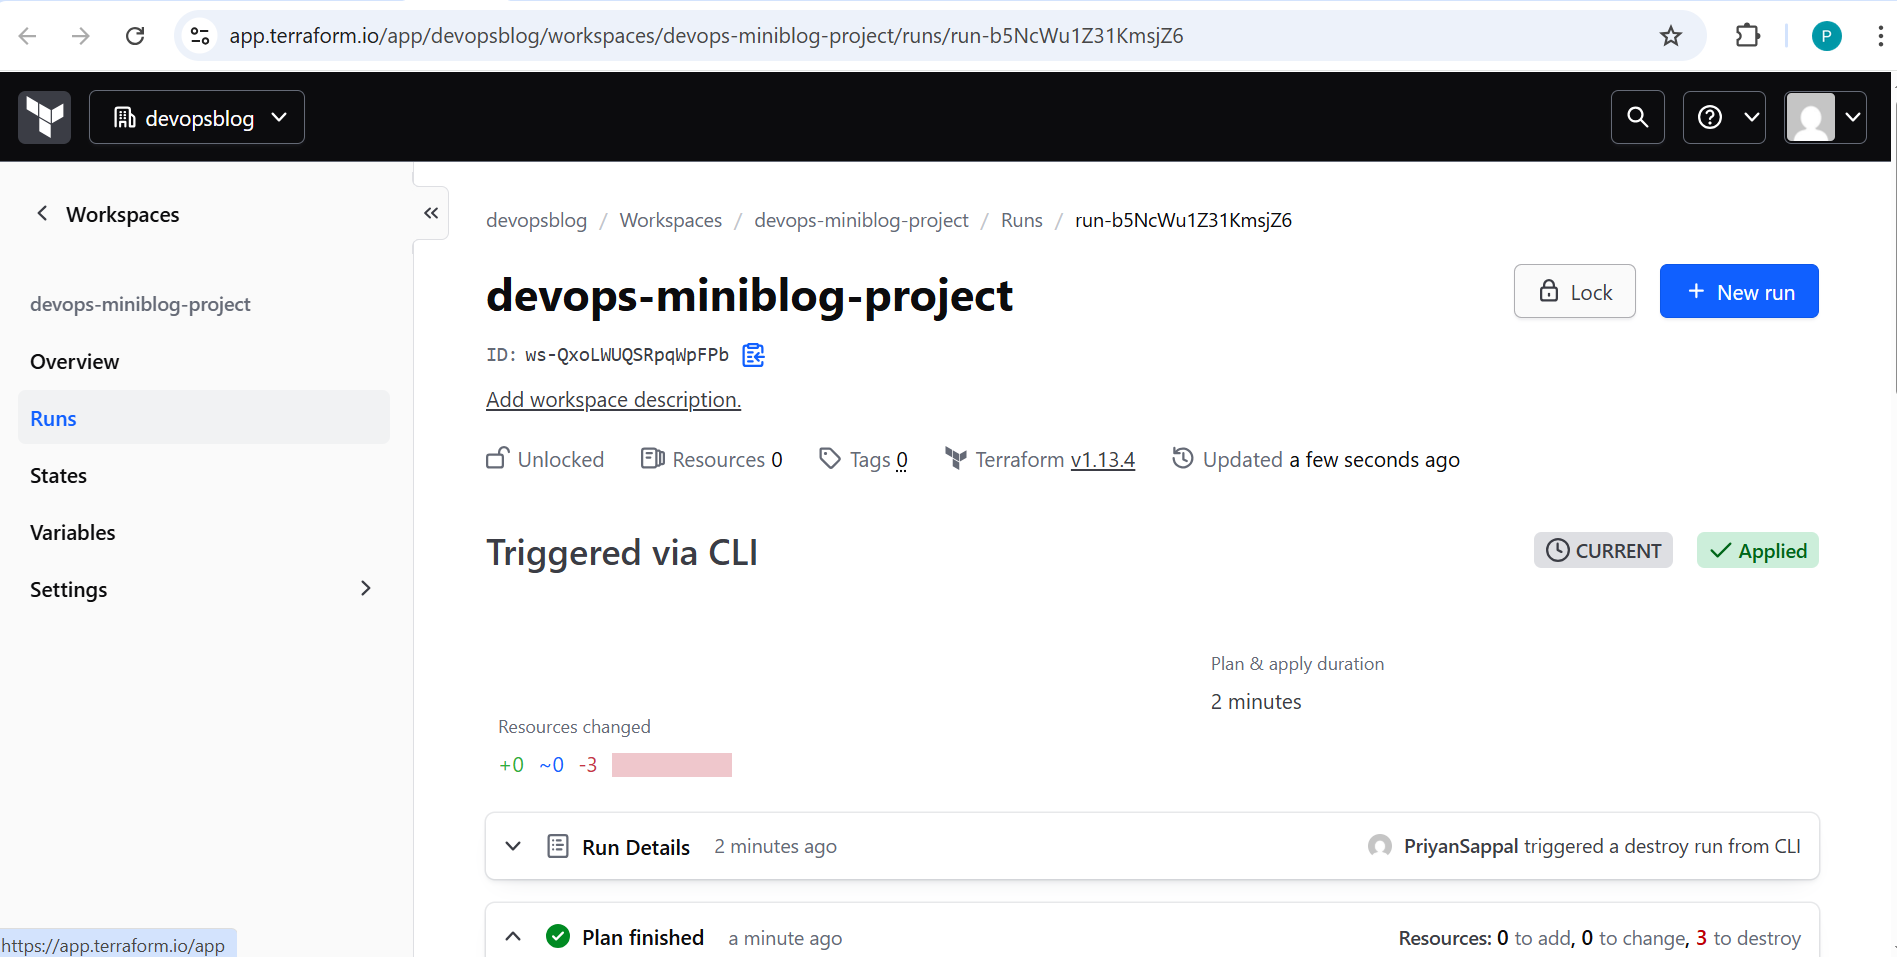 app.terraform.io/app/devopsblog/workspaces/devops-miniblog-project/runs/run-b5NcWu1Z31KmsjZ6
P
devopsblog
Workspaces
devops-miniblog-project
Overview
Runs
States
Variables
Settings
devopsblog / Workspaces / devops-miniblog-project / Runs / run-b5NcWu1Z31KmsjZ6
devops-miniblog-project
Lock
+ New run
ID: ws-QxoLWUQSRpqWpFPb
Add workspace description.
Unlocked Resources 0 Tags 0 Terraform v1.13.4 Updated a few seconds ago
Triggered via CLI
CURRENT
Applied
Plan & apply duration
2 minutes
Resources changed
+0 ~0 -3
Run Details 2 minutes ago
PriyanSappal triggered a destroy run from CLI
Plan finished a minute ago
Resources: 0 to add, 0 to change, 3 to destroy
https://app.terraform.io/app